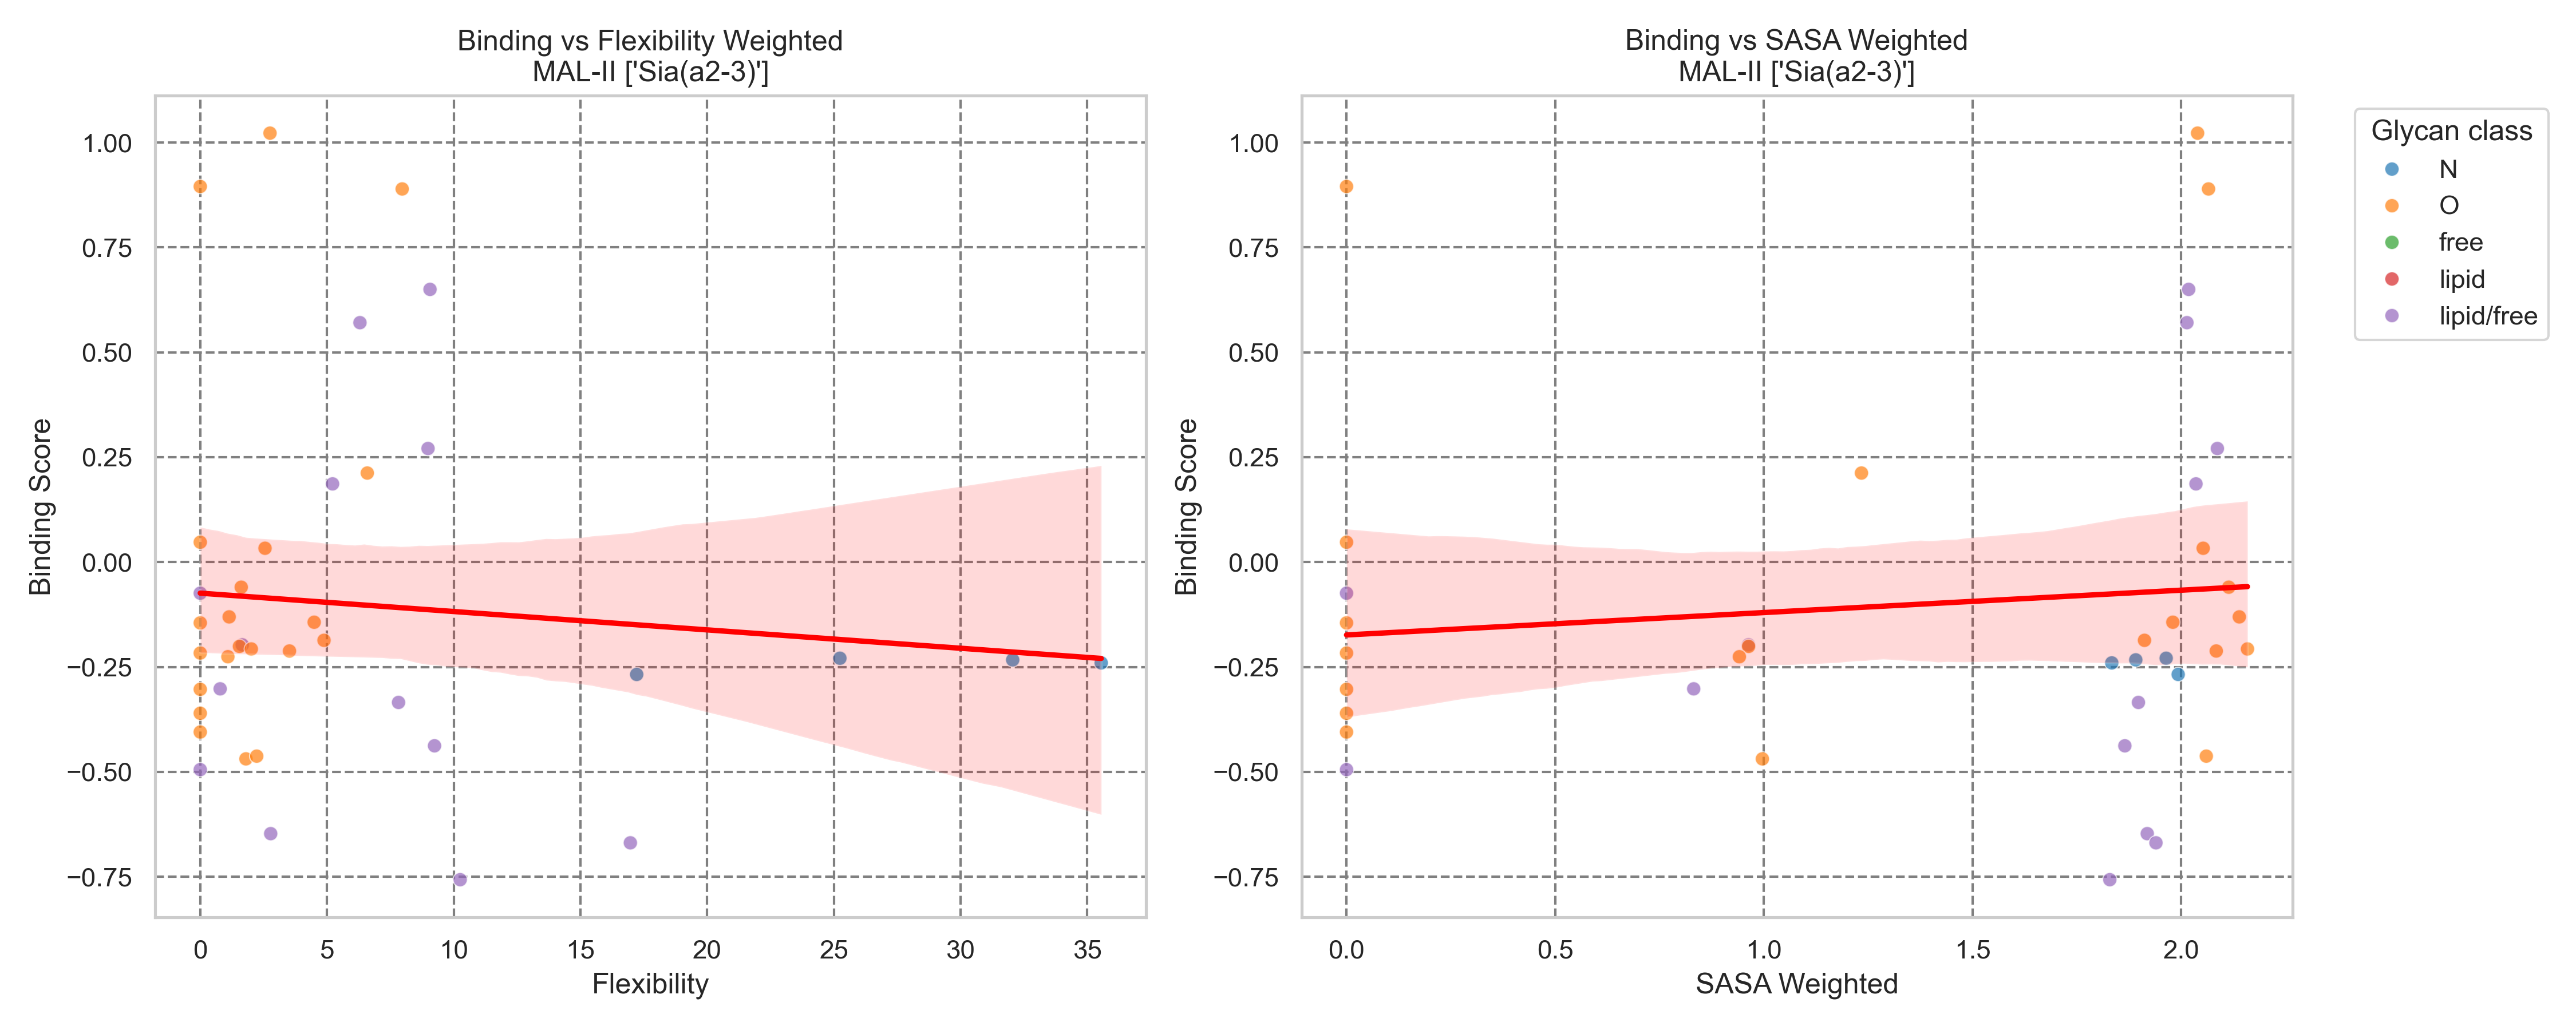 Binding vs Flexibility Weighted
MAL-II ['Sia(a2-3)']
Binding Score
1.00
0.75
0.50
0.25
0.00
−0.25
−0.50
−0.75
0 5 10 15 20 25 30 35
Flexibility
Binding vs SASA Weighted
MAL-II ['Sia(a2-3)']
Binding Score
1.00
0.75
0.50
0.25
0.00
−0.25
−0.50
−0.75
0.0 0.5 1.0 1.5 2.0
SASA Weighted
Glycan class
N
O
free
lipid
lipid/free